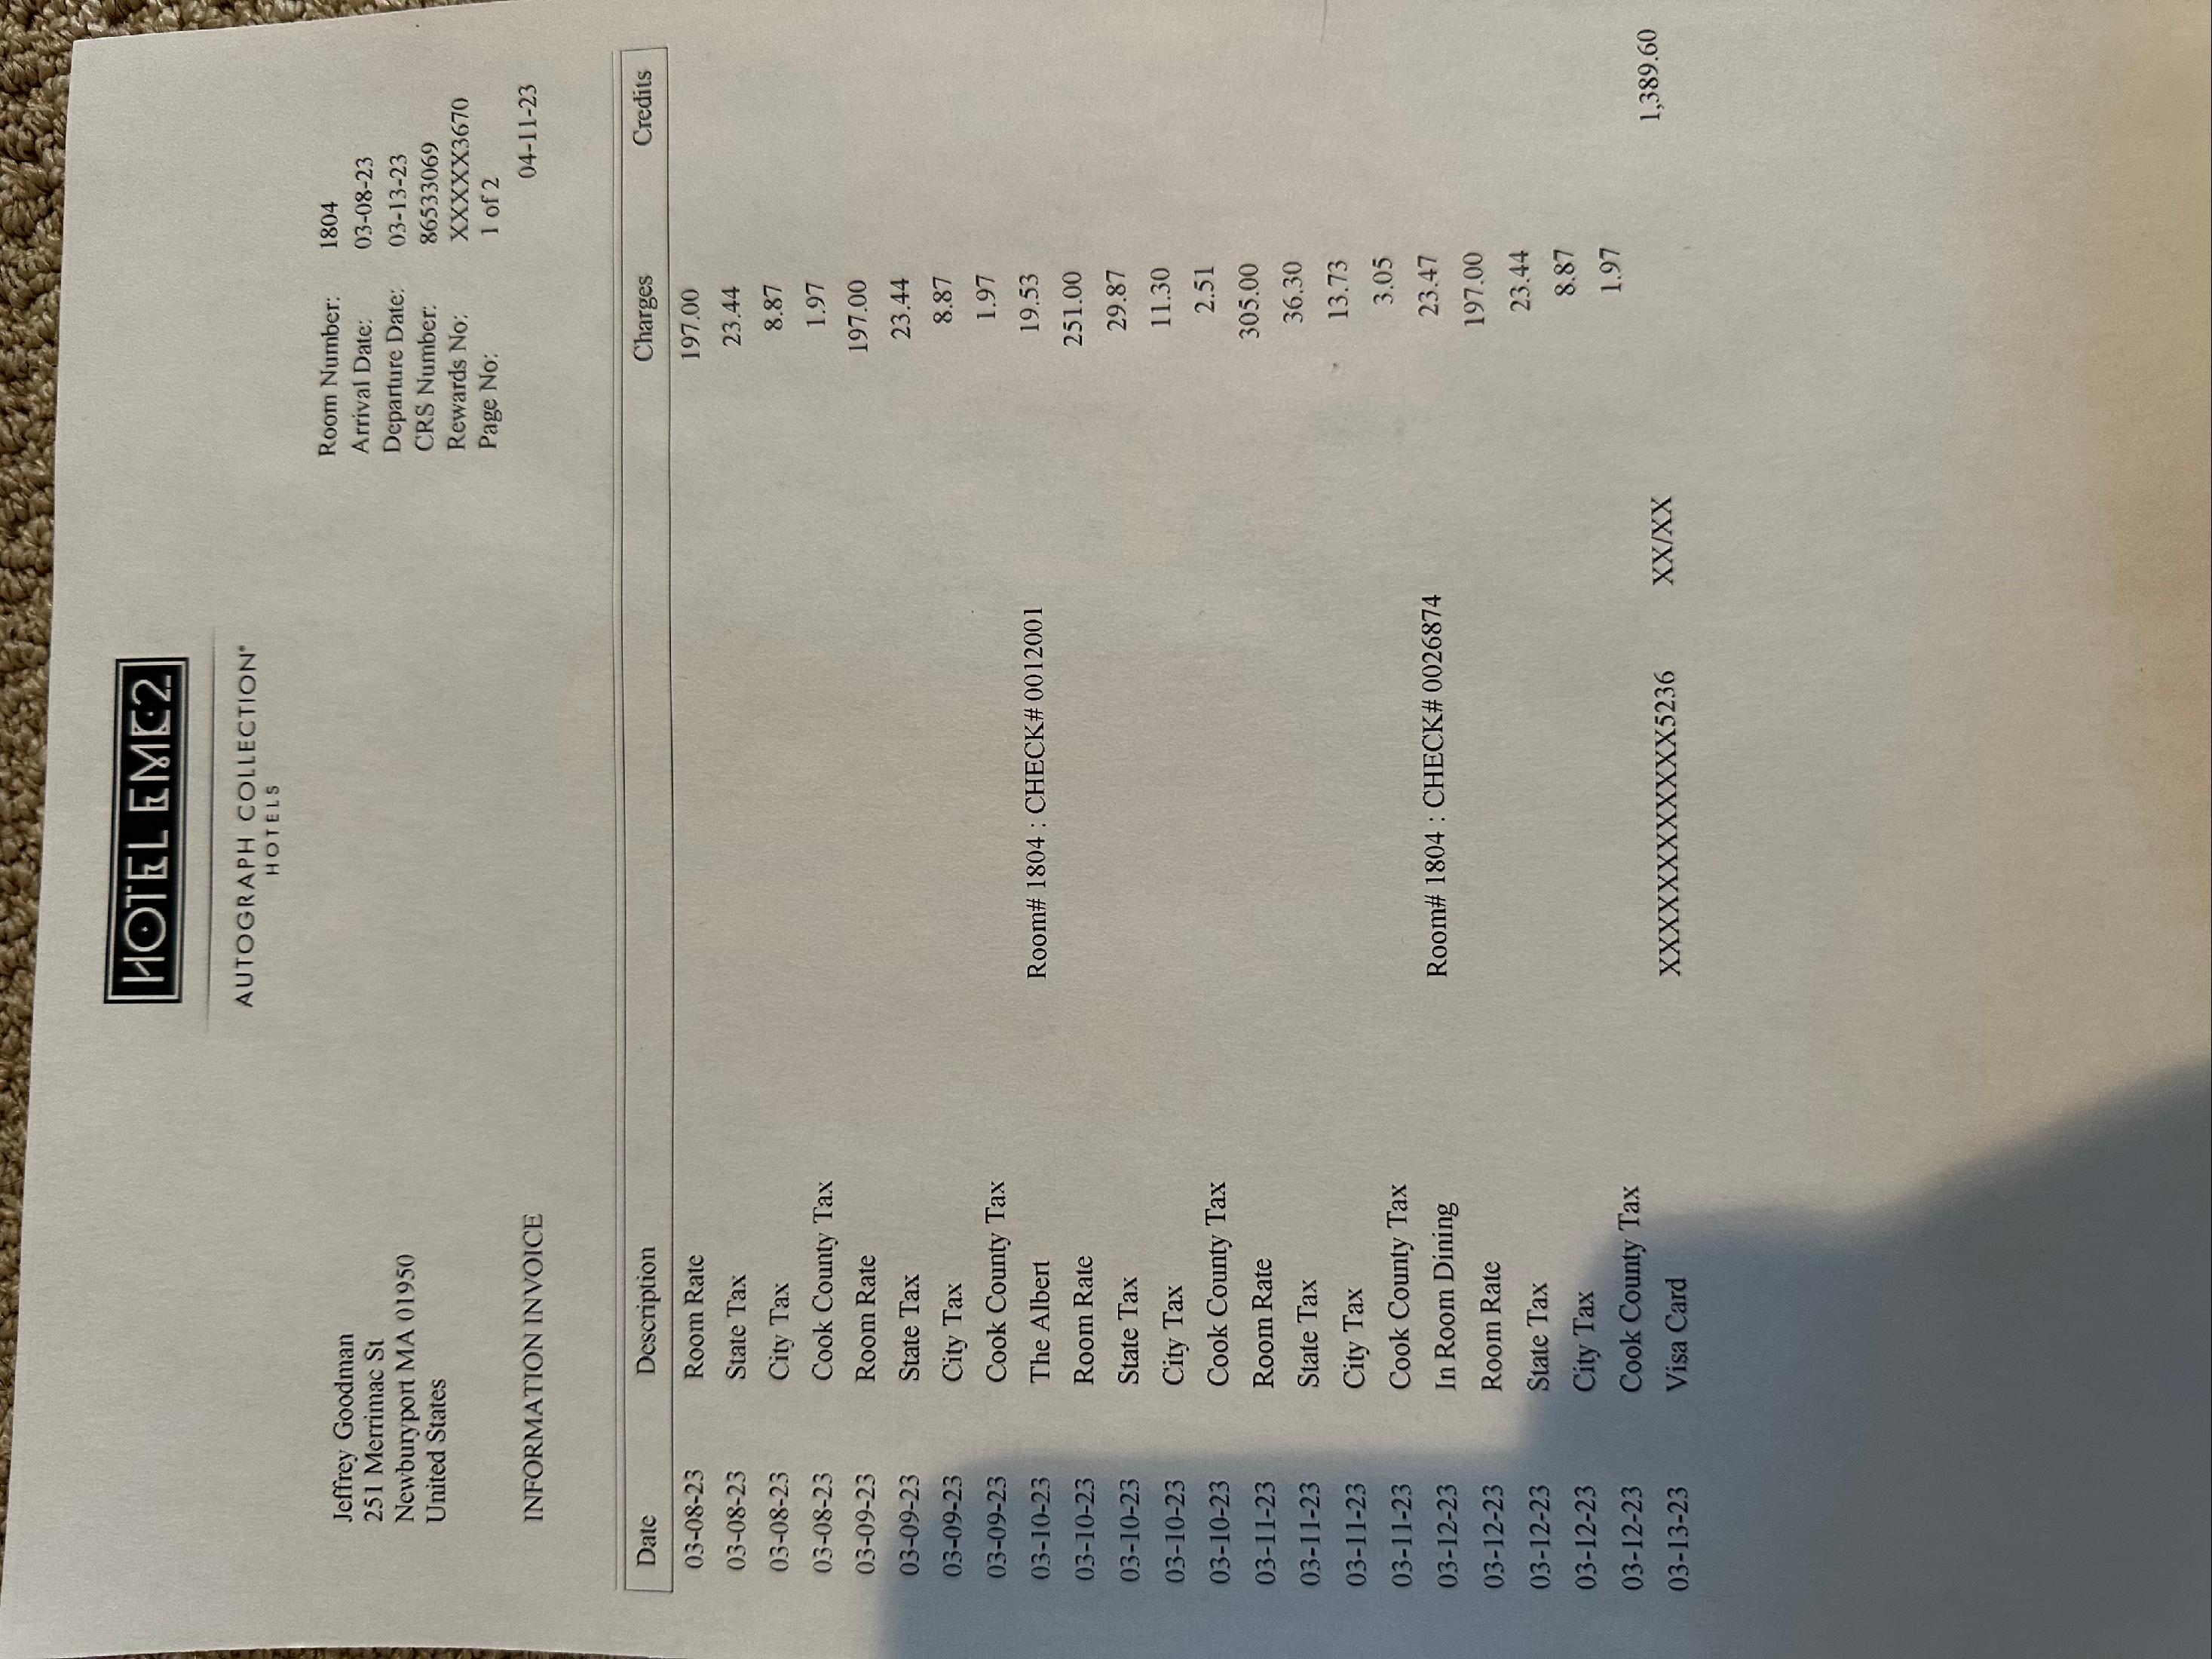 HOTEL EMC2
AUTOGRAPH COLLECTION®
HOTELS
Jeffrey Goodman
251 Merrimac St
Newburyport MA 01950
United States
Room Number: 1804
Arrival Date: 03-08-23
Departure Date: 03-13-23
CRS Number: 86533069
Rewards No: XXXXXX3670
Page No: 1 of 2
INFORMATION INVOICE 04-11-23
Date Description Charges Credits
03-08-23 Room Rate 197.00
03-08-23 State Tax 23.44
03-08-23 City Tax 8.87
03-08-23 Cook County Tax 1.97
03-09-23 Room Rate 197.00
03-09-23 State Tax 23.44
03-09-23 City Tax 8.87
03-09-23 Cook County Tax 1.97
03-10-23 The Albert Room# 1804 : CHECK# 0012001 19.53
03-10-23 Room Rate 251.00
03-10-23 State Tax 29.87
03-10-23 City Tax 11.30
03-10-23 Cook County Tax 2.51
03-11-23 Room Rate 305.00
03-11-23 State Tax 36.30
03-11-23 City Tax 13.73
03-11-23 Cook County Tax 3.05
03-12-23 In Room Dining Room# 1804 : CHECK# 0026874 23.47
03-12-23 Room Rate 197.00
03-12-23 State Tax 23.44
03-12-23 City Tax 8.87
03-12-23 Cook County Tax 1.97
03-13-23 Visa Card XXXXXXXXXXXX5236 XX/XX 1,389.60